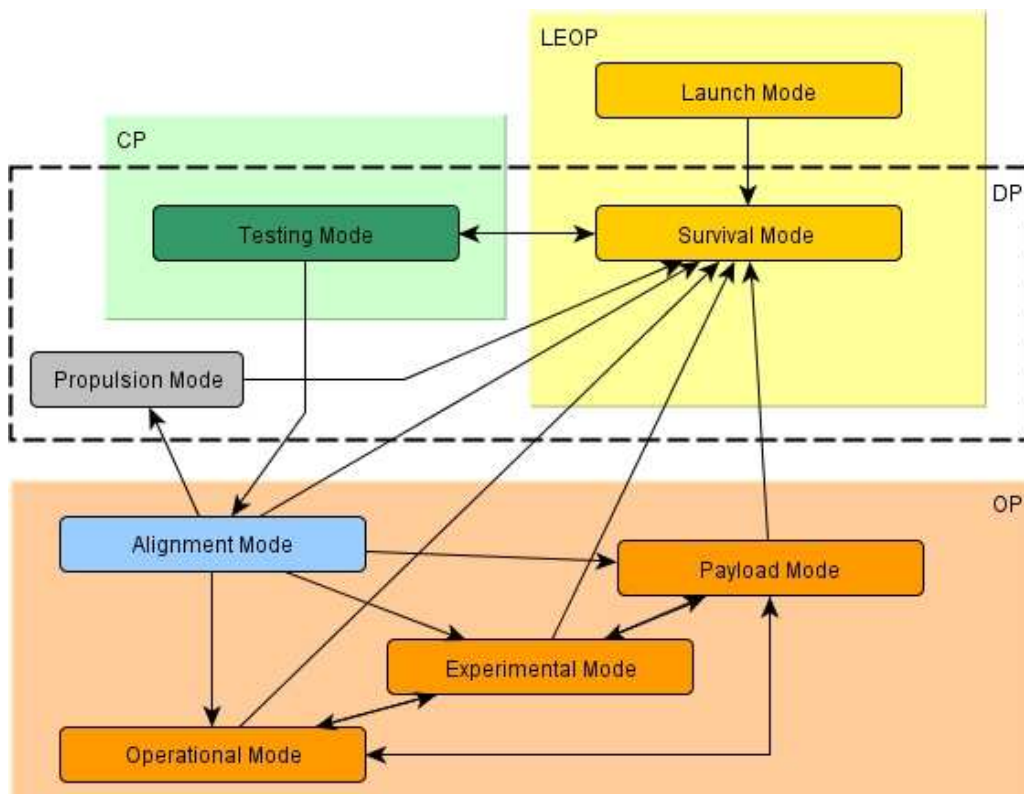 LEOP
Launch Mode
CP
DP
Testing Mode
Survival Mode
Propulsion Mode
OP
Alignment Mode
Payload Mode
Experimental Mode
Operational Mode